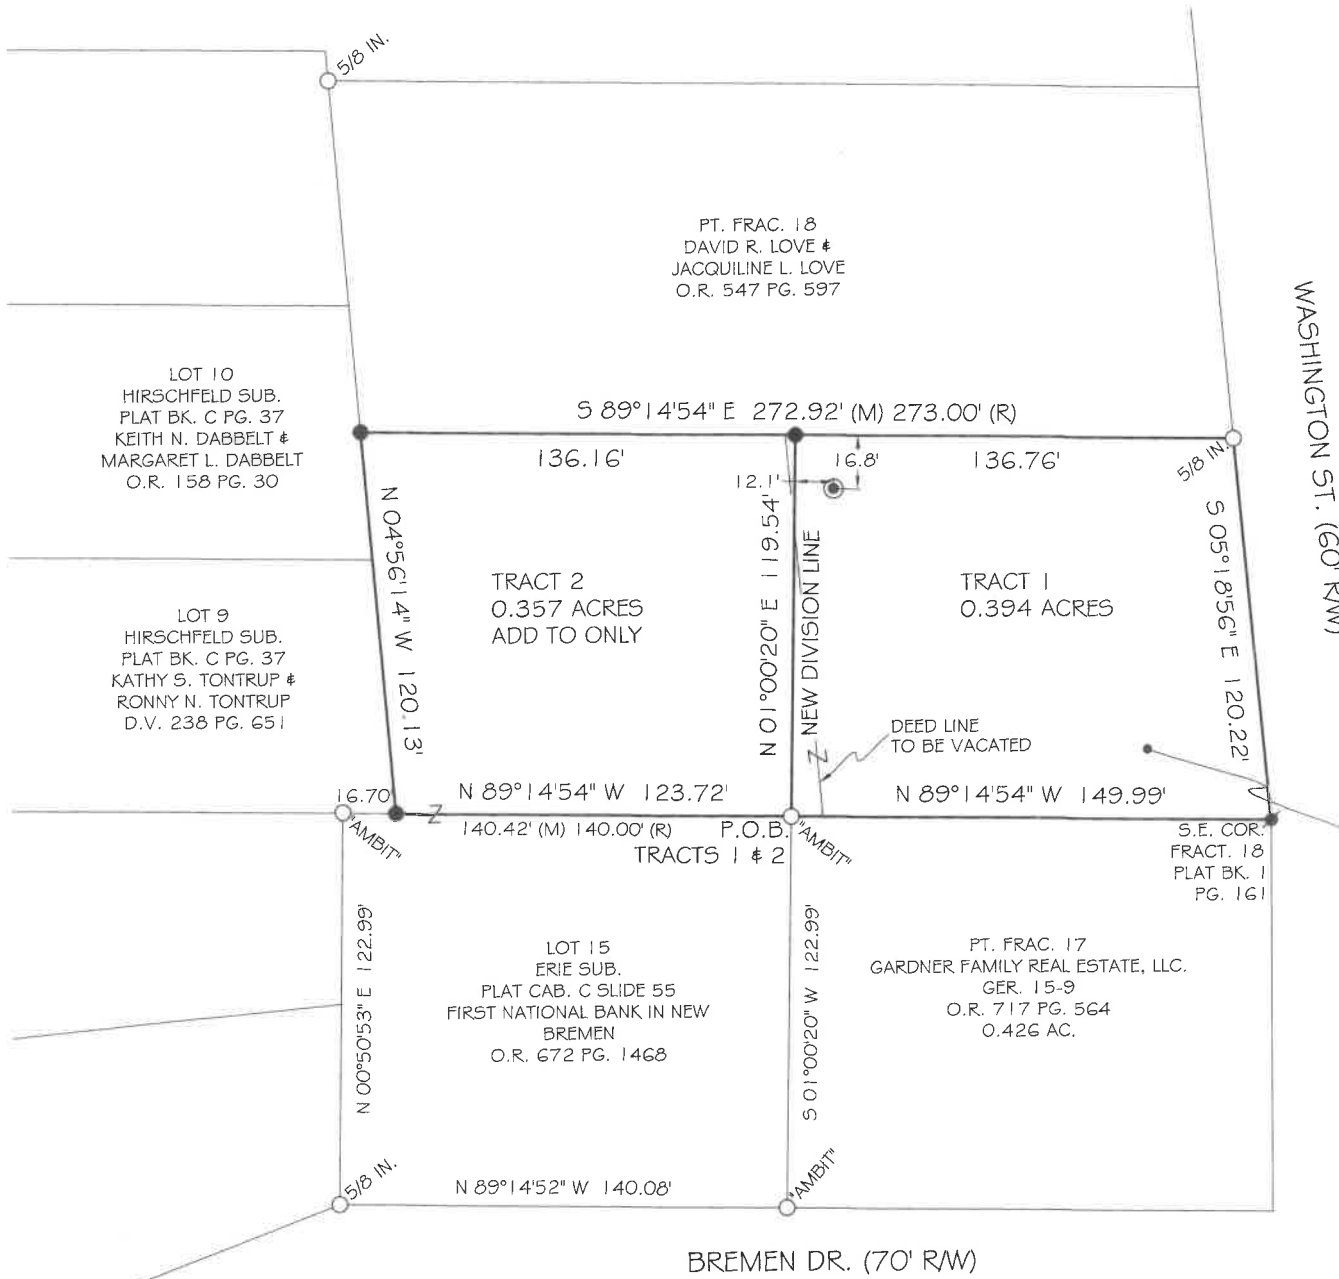 5/8 IN.
PT. FRAC. 18
DAVID R. LOVE &
JACQUILINE L. LOVE
O.R. 547 PG. 597
WASHINGTON ST. (60' R/W)
LOT 10
HIRSCHFELD SUB.
PLAT BK. C PG. 37
KEITH N. DABBELT &
MARGARET L. DABBELT
O.R. 158 PG. 30
S 89°14'54" E 272.92' (M) 273.00' (R)
136.16'
16.8'
136.76'
5/8 IN.
12.1'
N 04°56'14" W 120.13'
N 01°00'20" E 119.54'
NEW DIVISION LINE
S 05°18'56" E 120.22'
TRACT 2
0.357 ACRES
ADD TO ONLY
TRACT 1
0.394 ACRES
LOT 9
HIRSCHFELD SUB.
PLAT BK. C PG. 37
KATHY S. TONTRUP &
RONNY N. TONTRUP
D.V. 238 PG. 651
DEED LINE
TO BE VACATED
16.70'
N 89°14'54" W 123.72'
N 89°14'54" W 149.99'
"AMBIT"
140.42' (M) 140.00' (R)
P.O.B.
TRACTS 1 & 2
"AMBIT"
S.E. COR.
FRACT. 18
PLAT BK. 1
PG. 161
N 00°50'53" E 122.99'
LOT 15
ERIE SUB.
PLAT CAB. C SLIDE 55
FIRST NATIONAL BANK IN NEW
BREMEN
O.R. 672 PG. 1468
S 01°00'20" W 122.99'
PT. FRAC. 17
GARDNER FAMILY REAL ESTATE, LLC.
GER. 15-9
O.R. 717 PG. 564
0.426 AC.
5/8 IN.
N 89°14'52" W 140.08'
"AMBIT"
BREMEN DR. (70' R/W)